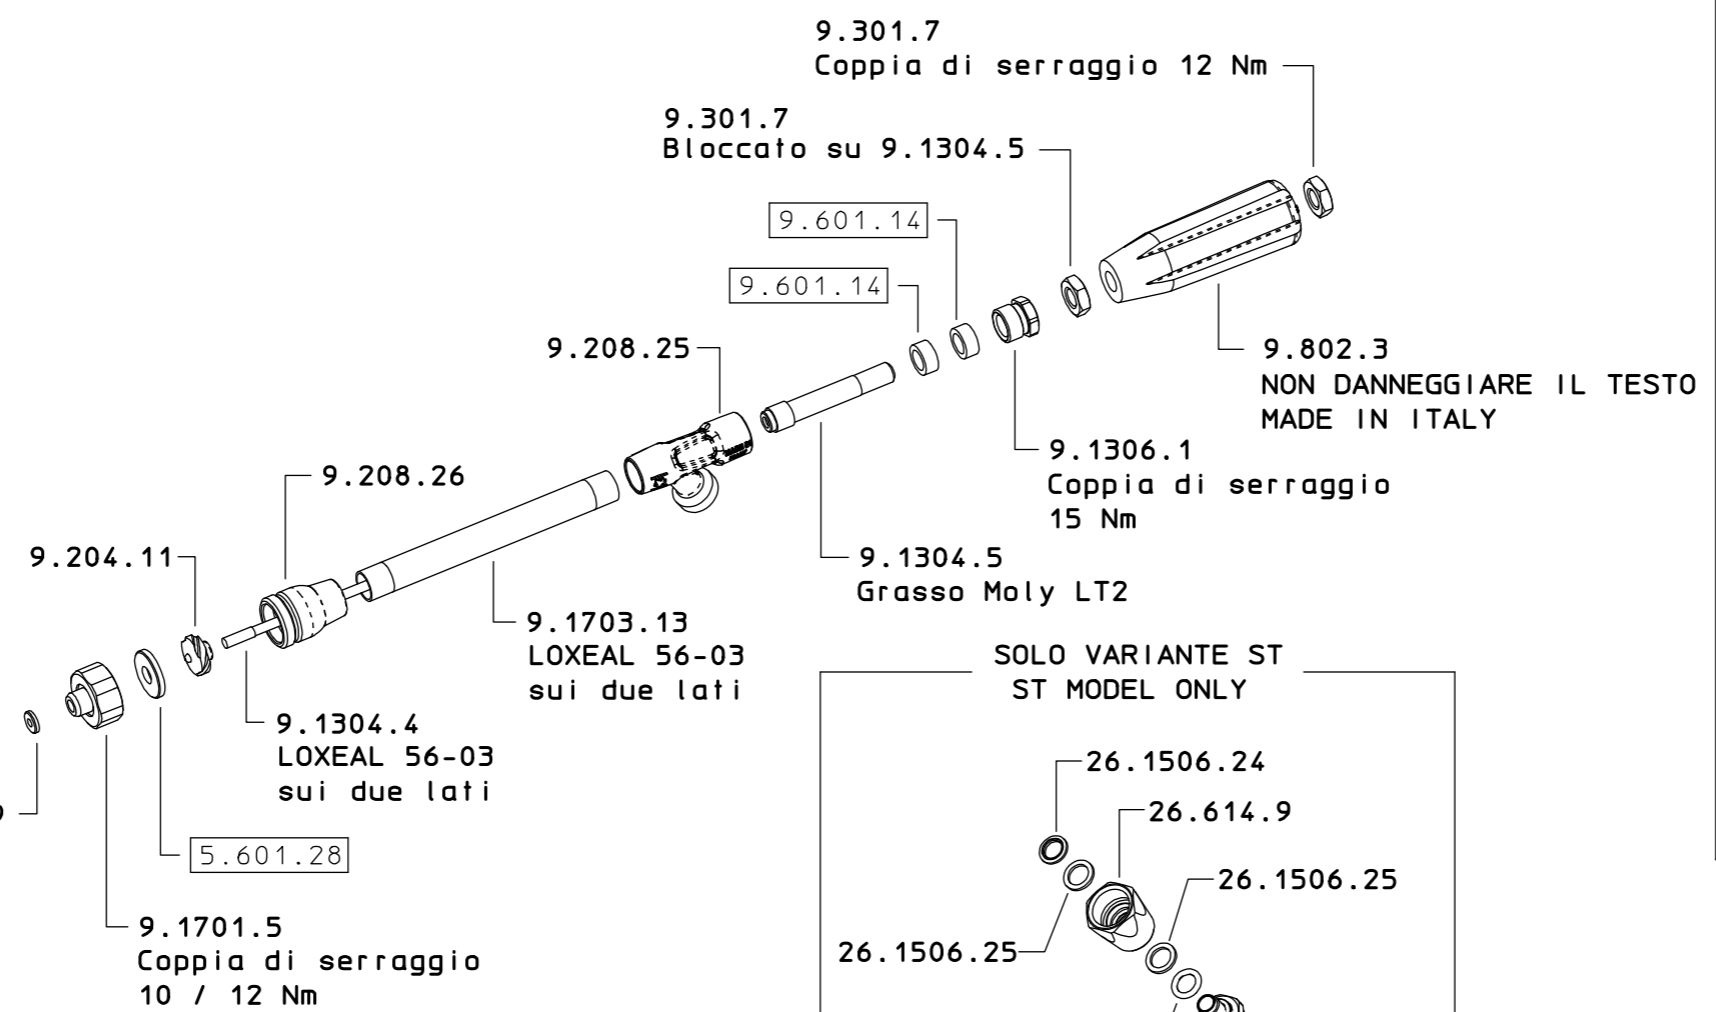 9.301.7
Coppia di serraggio 12 Nm
9.301.7
Bloccato su 9.1304.5
9.601.14
9.601.14
9.208.25
9.802.3
NON DANNEGGIARE IL TESTO
MADE IN ITALY
9.1306.1
Coppia di serraggio
15 Nm
9.208.26
9.204.11
9.1304.5
Grasso Moly LT2
9.1703.13
LOXEAL 56-03
sui due lati
9.1304.4
LOXEAL 56-03
sui due lati
5.601.28
9.1701.5
Coppia di serraggio
10 / 12 Nm
SOLO VARIANTE ST
ST MODEL ONLY
26.1506.24
26.614.9
26.1506.25
26.1506.25